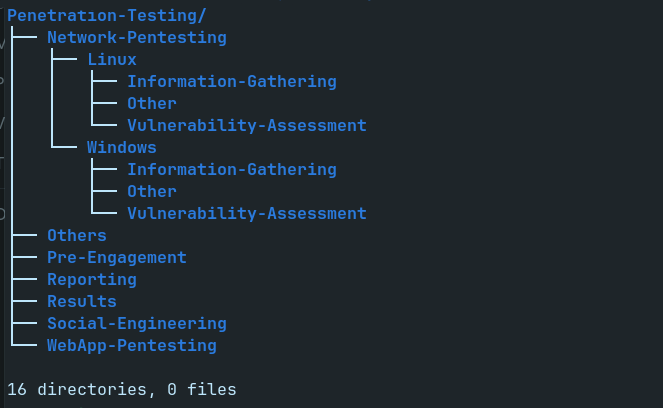 Penetration-Testing/
├── Network-Pentesting
│   ├── Linux
│   │   ├── Information-Gathering
│   │   ├── Other
│   │   └── Vulnerability-Assessment
│   └── Windows
│       ├── Information-Gathering
│       ├── Other
│       └── Vulnerability-Assessment
├── Others
├── Pre-Engagement
├── Reporting
├── Results
├── Social-Engineering
└── WebApp-Pentesting
16 directories, 0 files